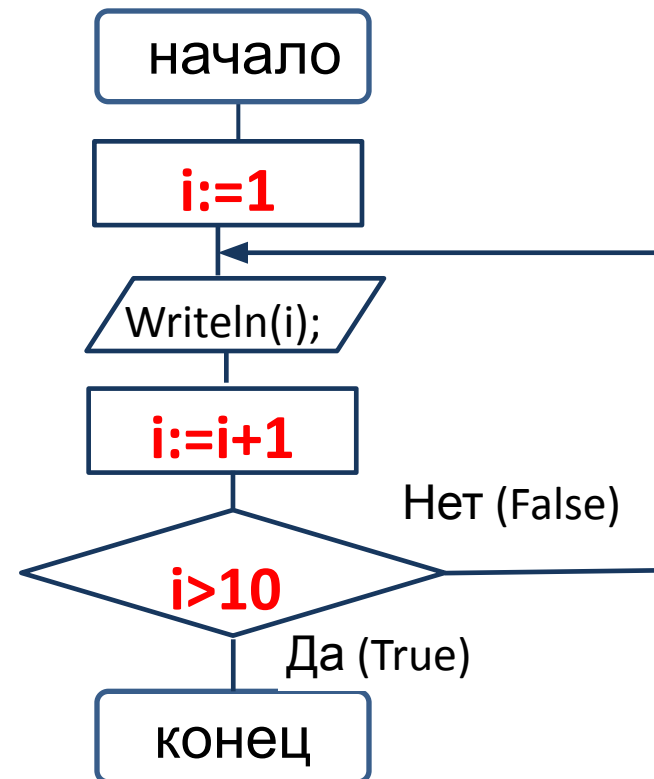 начало
i:=1
Writeln(i);
i:=i+1
Нет (False)
i>10
Да (True)
конец